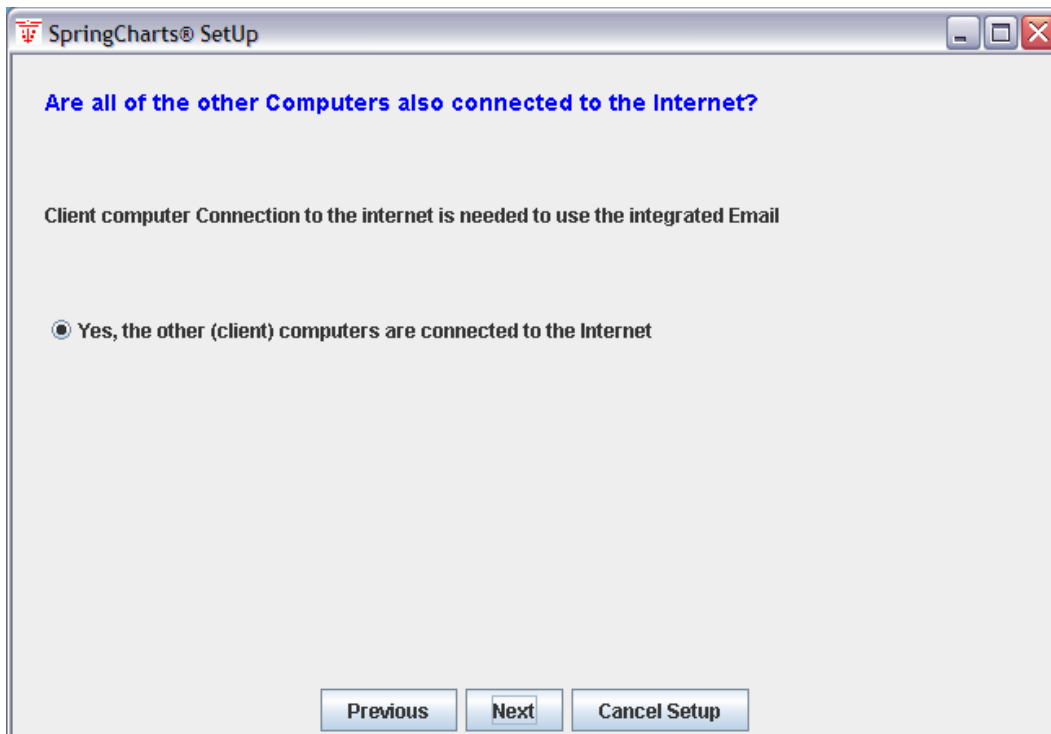 SpringCharts® SetUp
Are all of the other Computers also connected to the Internet?
Client computer Connection to the internet is needed to use the integrated Email
Yes, the other (client) computers are connected to the Internet
Previous Next Cancel Setup